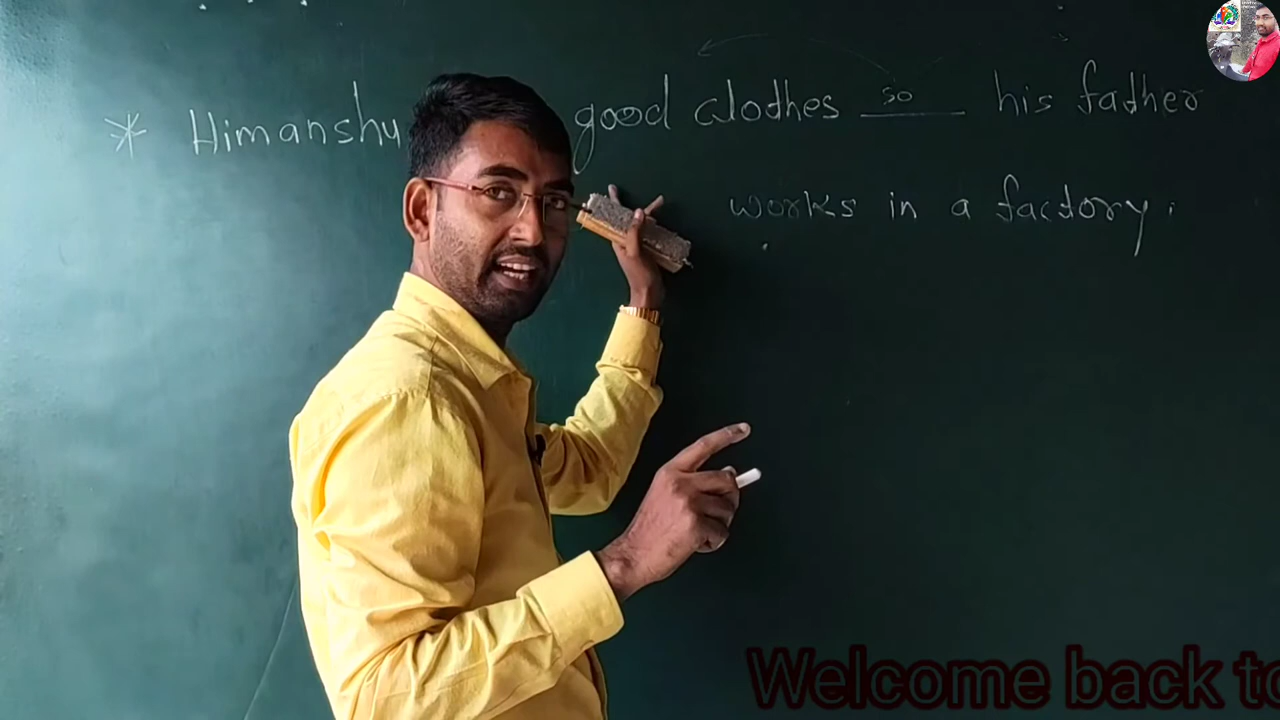 * Himanshu good clothes so his father
works in a factory.
Welcome back to